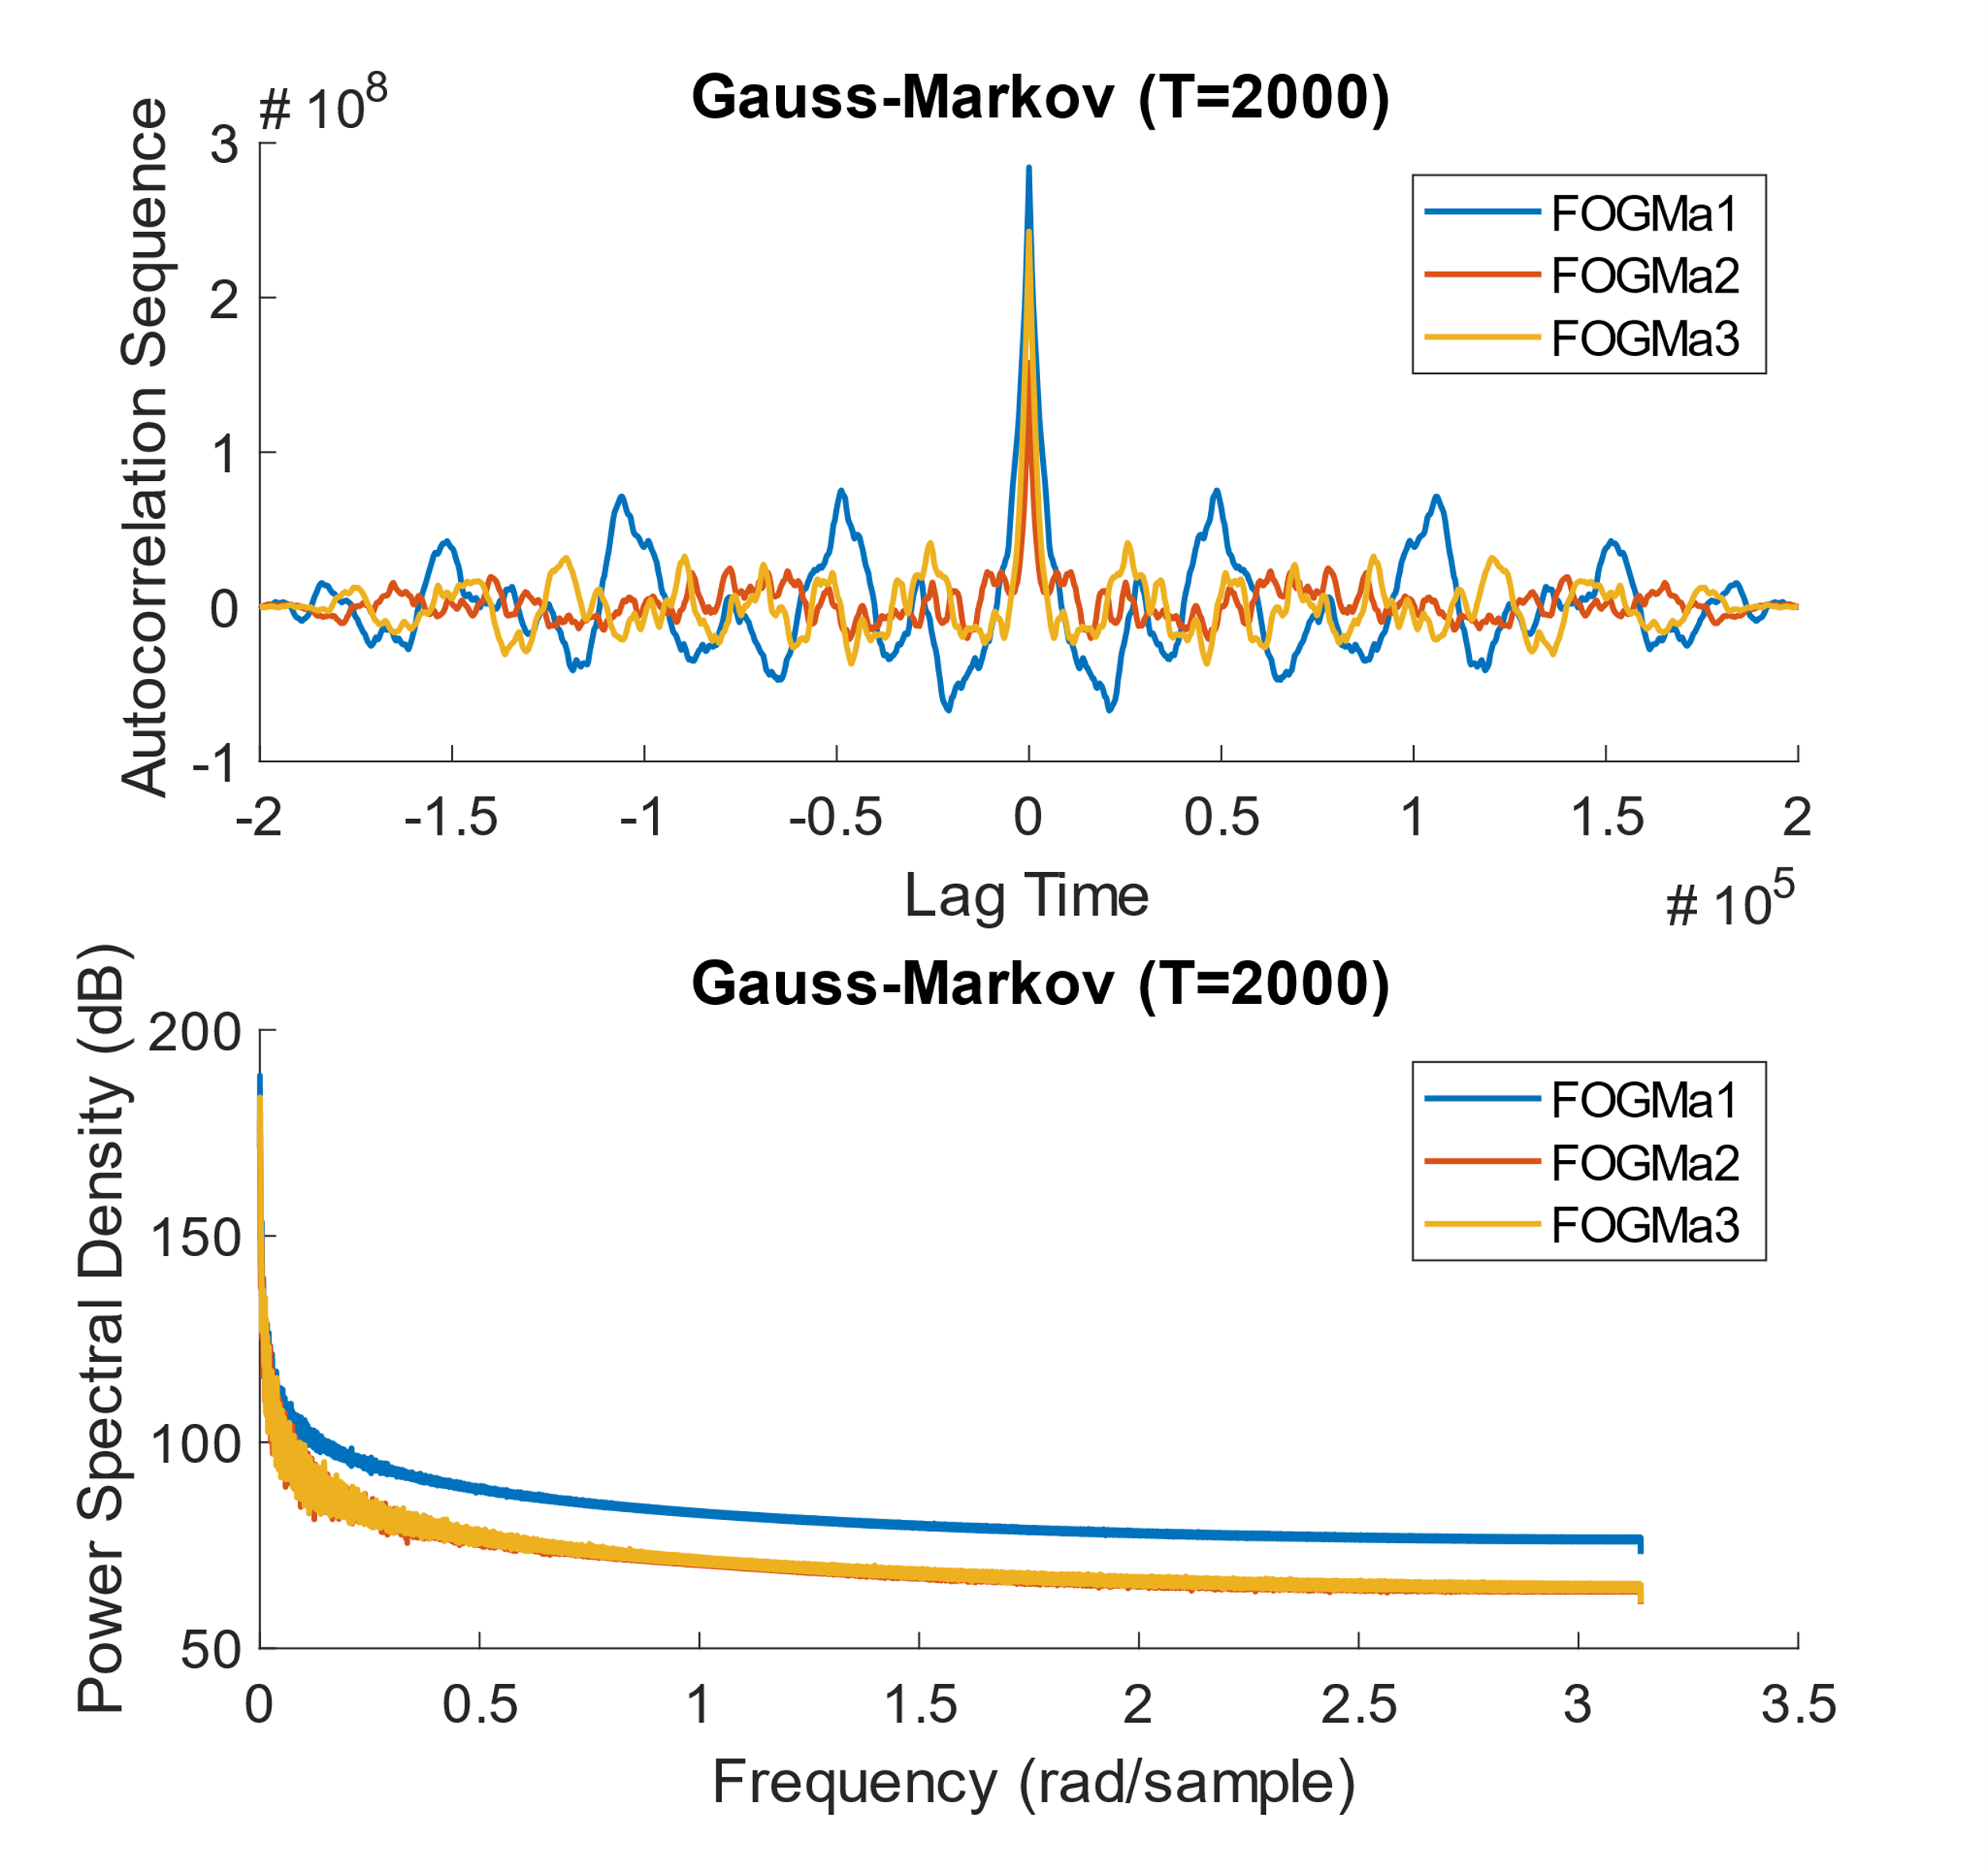 # 10^8
Gauss-Markov (T=2000)
Autocorrelation Sequence
3
2
1
0
-1
FOGMa1
FOGMa2
FOGMa3
-2 -1.5 -1 -0.5 0 0.5 1 1.5 2
Lag Time
# 10^5
Gauss-Markov (T=2000)
Power Spectral Density (dB)
200
150
100
50
FOGMa1
FOGMa2
FOGMa3
0 0.5 1 1.5 2 2.5 3 3.5
Frequency (rad/sample)